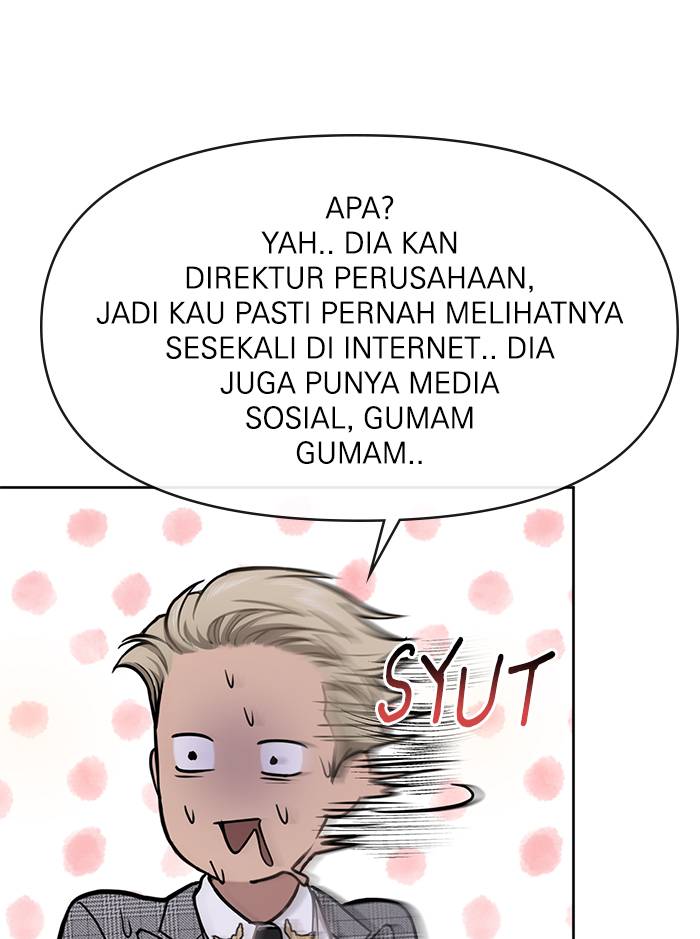 APA?
YAH.. DIA KAN
DIREKTUR PERUSAHAAN,
JADI KAU PASTI PERNAH MELIHATNYA
SESEKALI DI INTERNET.. DIA
JUGA PUNYA MEDIA
SOSIAL, GUMAM
GUMAM..
SYUT